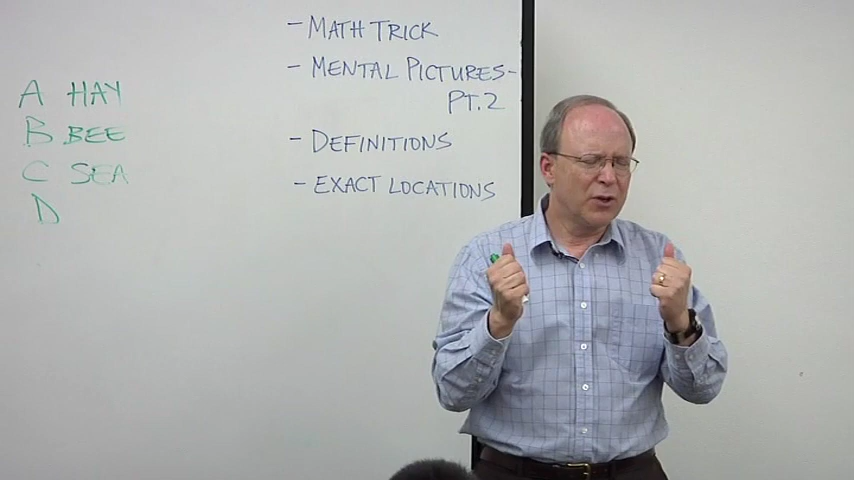 - MATH TRICK
- MENTAL PICTURES-
PT. 2
- DEFINITIONS
- EXACT LOCATIONS
A HAY
B BEE
C SEA
D